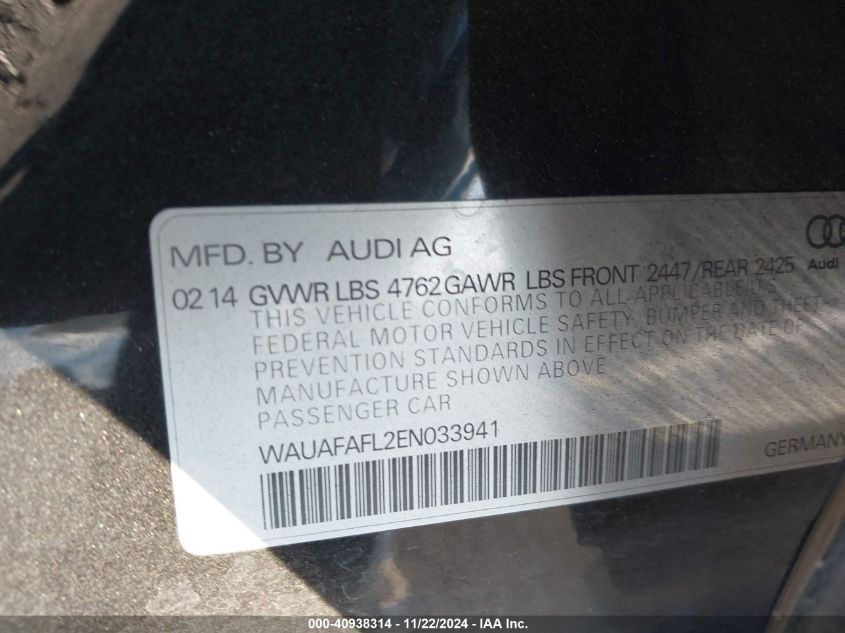 MFD. BY AUDI AG
02 14 GVWR LBS 4762 GAWR LBS FRONT 2447/REAR 2425
Audi
THIS VEHICLE CONFORMS TO ALL APPLICABLE U.S.
FEDERAL MOTOR VEHICLE SAFETY, BUMPER AND THEFT
PREVENTION STANDARDS IN EFFECT ON THE DATE OF
MANUFACTURE SHOWN ABOVE
PASSENGER CAR
WAUAFAFL2EN033941
GERMANY
000-40938314 - 11/22/2024 - IAAI.com